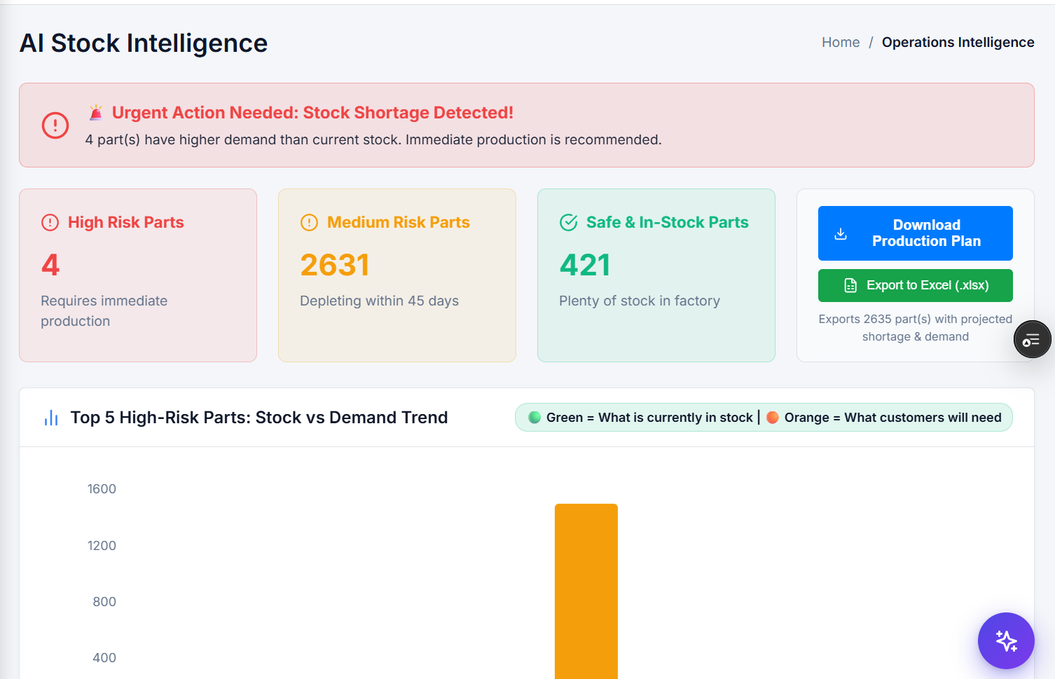 AI Stock Intelligence
Home / Operations Intelligence
🚨 Urgent Action Needed: Stock Shortage Detected!
4 part(s) have higher demand than current stock. Immediate production is recommended.
High Risk Parts
4
Requires immediate
production
Medium Risk Parts
2631
Depleting within 45 days
Safe & In-Stock Parts
421
Plenty of stock in factory
Download
Production Plan
Export to Excel (.xlsx)
Exports 2635 part(s) with projected
shortage & demand
Top 5 High-Risk Parts: Stock vs Demand Trend
🟢 Green = What is currently in stock | 🟠 Orange = What customers will need
1600
1200
800
400